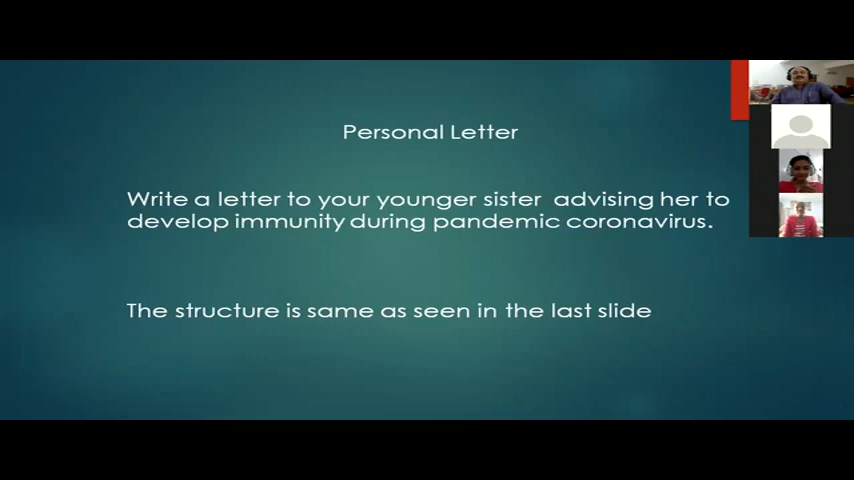 Personal Letter
Write a letter to your younger sister advising her to
develop immunity during pandemic coronavirus.
The structure is same as seen in the last slide